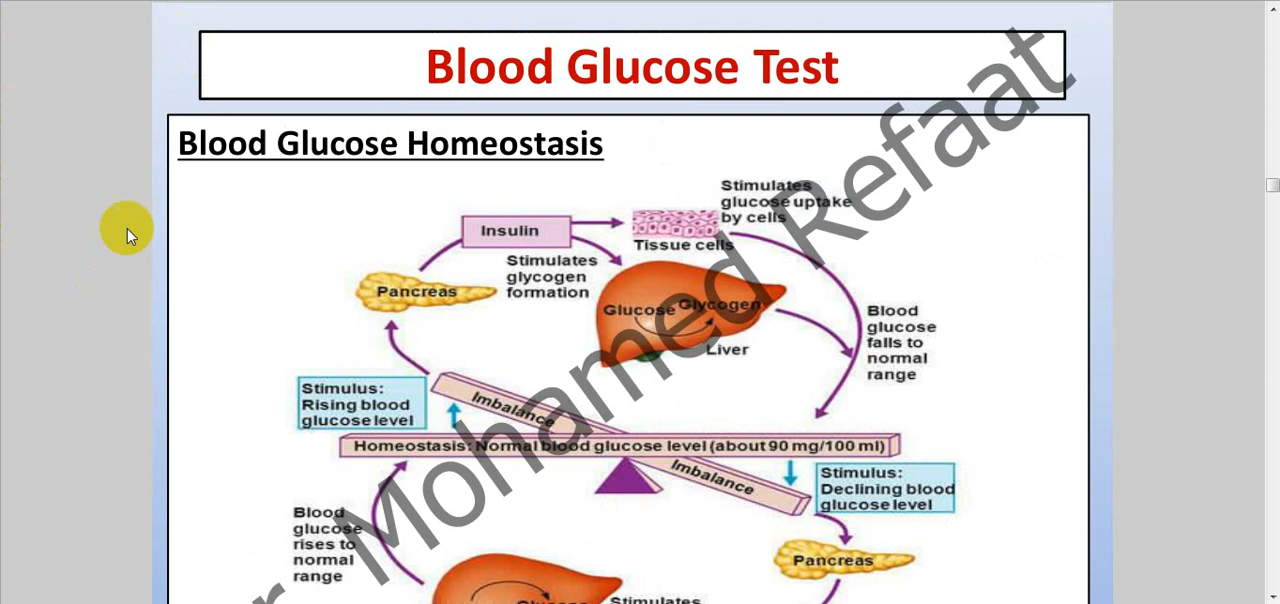 Blood Glucose Test
Blood Glucose Homeostasis
Stimulates
glucose uptake
by cells
Insulin
Tissue cells
Stimulates
glycogen
formation
Pancreas
Glucose Glycogen
Liver
Blood
glucose
falls to
normal
range
Stimulus:
Rising blood
glucose level
Imbalance
Homeostasis: Normal blood glucose level (about 90 mg/100 ml)
Imbalance
Stimulus:
Declining blood
glucose level
Blood
glucose
rises to
normal
range
Pancreas
Stimulates
Mohamed Refaat